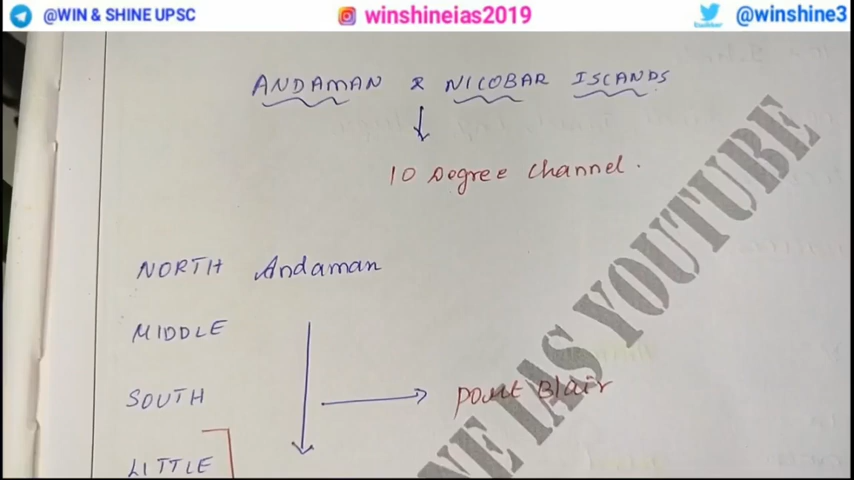 @WIN & SHINE UPSC winshineias2019 @winshine3
ANDAMAN & NICOBAR ISLANDS
10 Degree Channel.
NORTH Andaman
MIDDLE
SOUTH Port Blair
LITTLE
NE IAS YOUTUBE